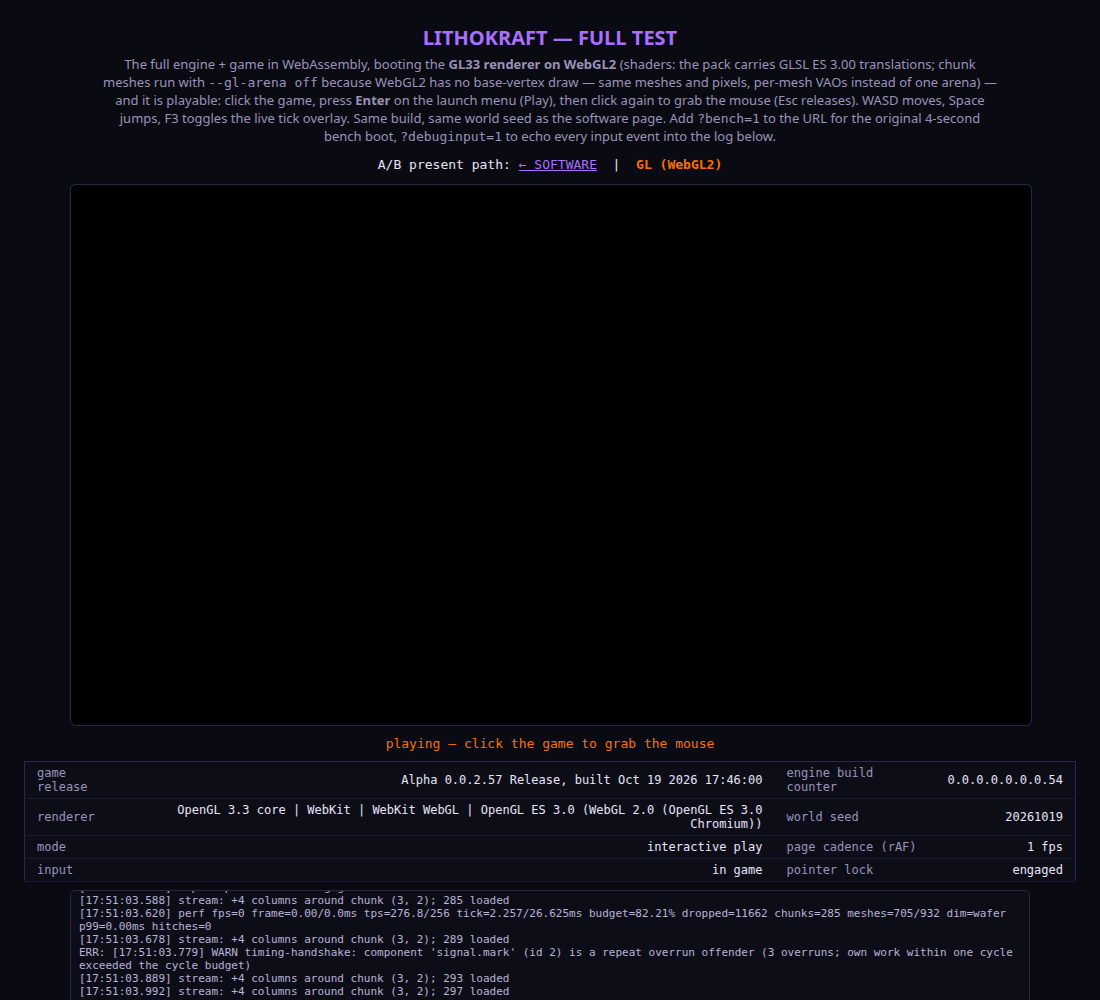 LITHOKRAFT — FULL TEST
The full engine + game in WebAssembly, booting the GL33 renderer on WebGL2 (shaders: the pack carries GLSL ES 3.00 translations; chunk
meshes run with --gl-arena off because WebGL2 has no base-vertex draw — same meshes and pixels, per-mesh VAOs instead of one arena) —
and it is playable: click the game, press Enter on the launch menu (Play), then click again to grab the mouse (Esc releases). WASD moves, Space
jumps, F3 toggles the live tick overlay. Same build, same world seed as the software page. Add ?bench=1 to the URL for the original 4-second
bench boot, ?debuginput=1 to echo every input event into the log below.
A/B present path: ← SOFTWARE | GL (WebGL2)
playing — click the game to grab the mouse
game release Alpha 0.0.2.57 Release, built Oct 19 2026 17:46:00 engine build counter 0.0.0.0.0.0.0.54
renderer OpenGL 3.3 core | WebKit | WebKit WebGL | OpenGL ES 3.0 (WebGL 2.0 (OpenGL ES 3.0 Chromium)) world seed 20261019
mode interactive play page cadence (rAF) 1 fps
input in game pointer lock engaged
[17:51:03.588] stream: +4 columns around chunk (3, 2); 285 loaded
[17:51:03.620] perf fps=0 frame=0.00/0.0ms tps=276.8/256 tick=2.257/26.625ms budget=82.21% dropped=11662 chunks=285 meshes=705/932 dim=wafer
p99=0.00ms hitches=0
[17:51:03.678] stream: +4 columns around chunk (3, 2); 289 loaded
ERR: [17:51:03.779] WARN timing-handshake: component 'signal.mark' (id 2) is a repeat overrun offender (3 overruns; own work within one cycle
exceeded the cycle budget)
[17:51:03.889] stream: +4 columns around chunk (3, 2); 293 loaded
[17:51:03.992] stream: +4 columns around chunk (3, 2); 297 loaded